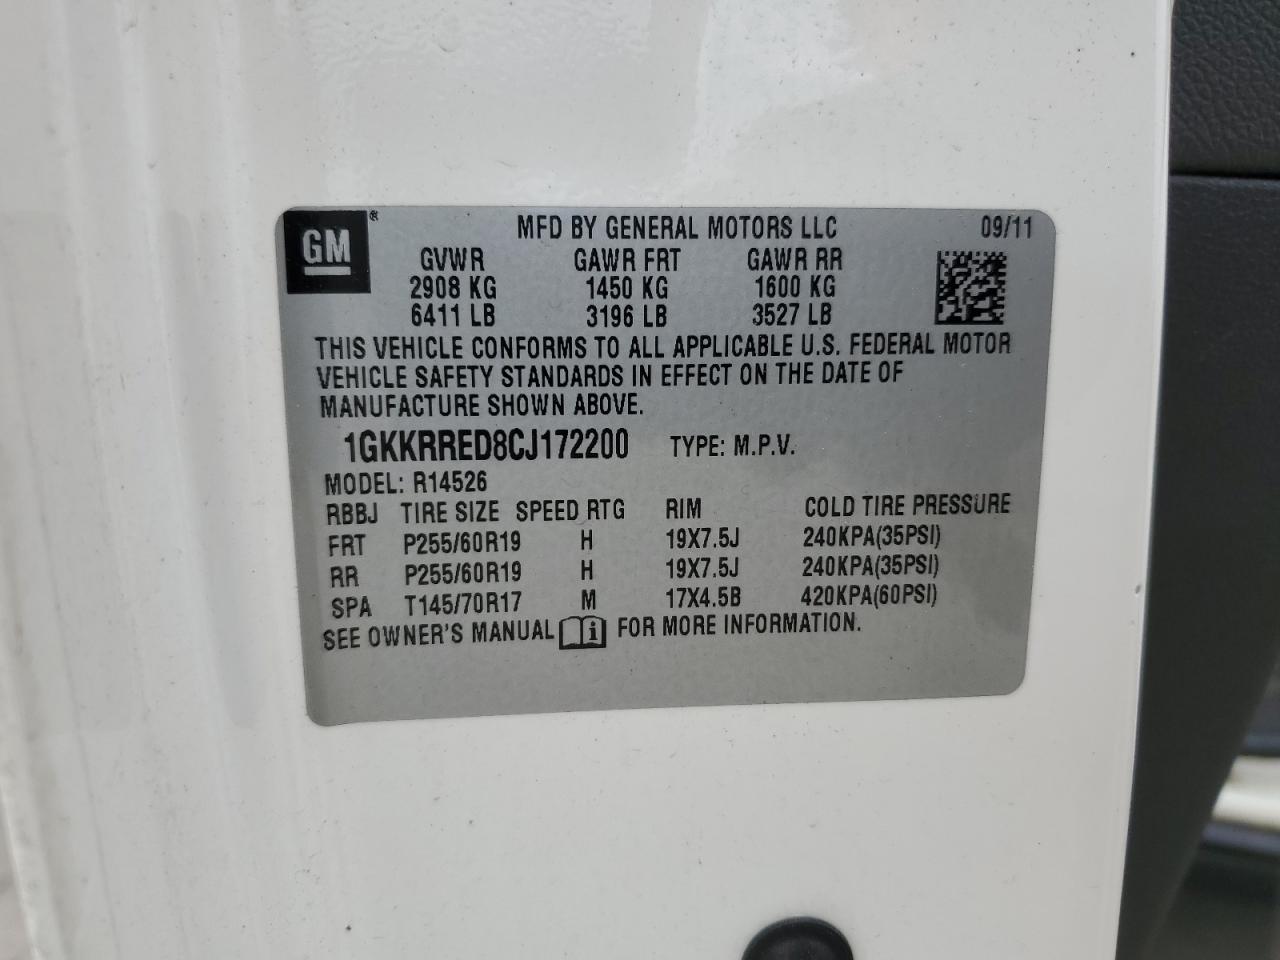 GM®
MFD BY GENERAL MOTORS LLC 09/11
GVWR GAWR FRT GAWR RR
2908 KG 1450 KG 1600 KG
6411 LB 3196 LB 3527 LB
THIS VEHICLE CONFORMS TO ALL APPLICABLE U.S. FEDERAL MOTOR
VEHICLE SAFETY STANDARDS IN EFFECT ON THE DATE OF
MANUFACTURE SHOWN ABOVE.
1GKKRRED8CJ172200 TYPE: M.P.V.
MODEL: R14526
RBBJ TIRE SIZE SPEED RTG RIM COLD TIRE PRESSURE
FRT P255/60R19 H 19X7.5J 240KPA(35PSI)
RR P255/60R19 H 19X7.5J 240KPA(35PSI)
SPA T145/70R17 M 17X4.5B 420KPA(60PSI)
SEE OWNER'S MANUAL i FOR MORE INFORMATION.